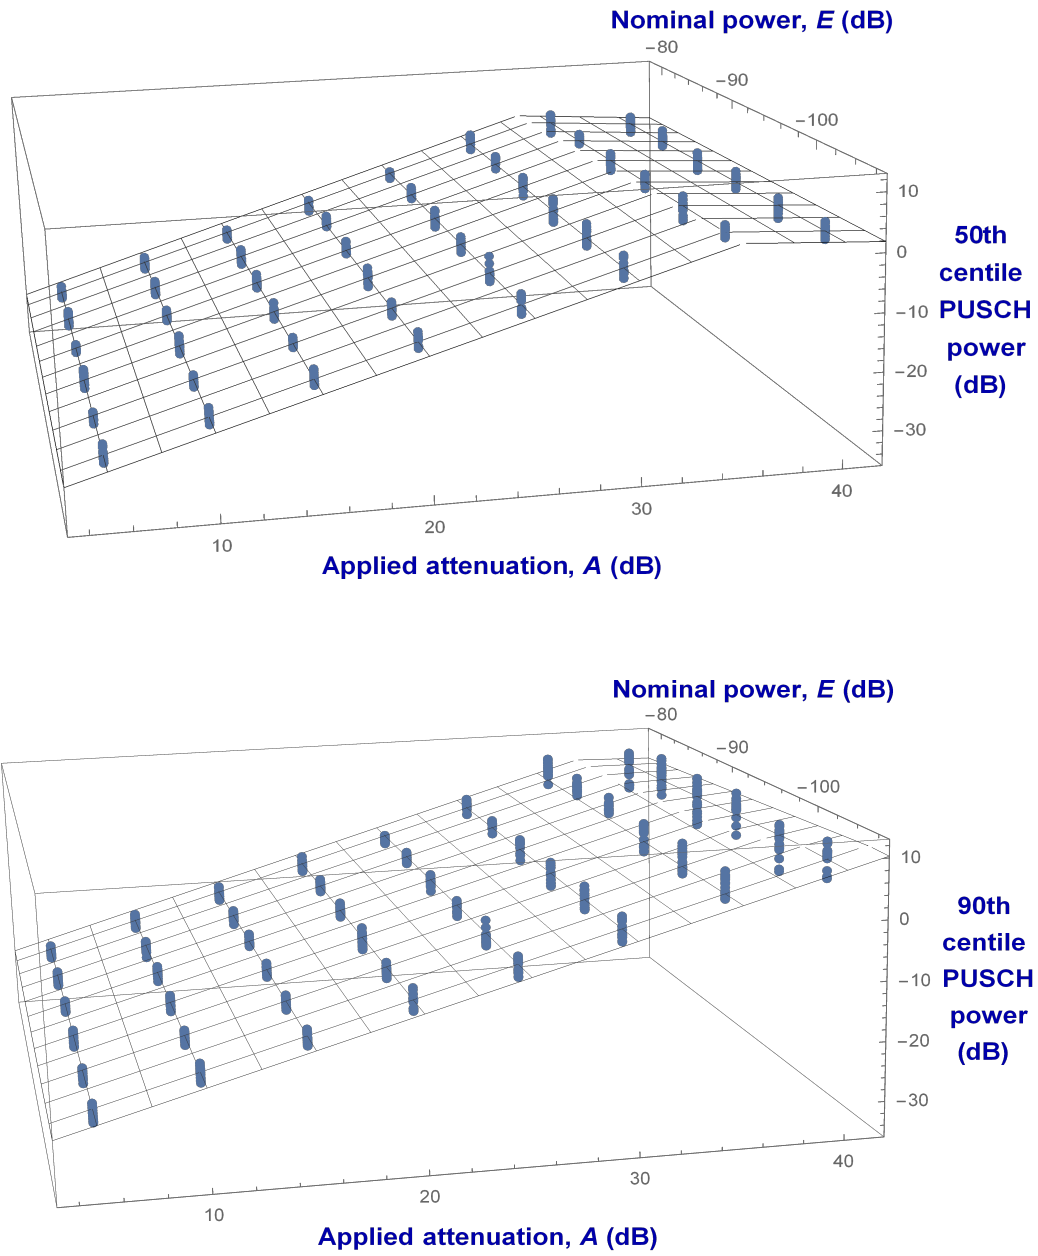 Nominal power, E (dB)
−80
−90
−100
10
0
−10
−20
−30
50th
centile
PUSCH
power
(dB)
10
20
30
40
Applied attenuation, A (dB)
Nominal power, E (dB)
−80
−90
−100
10
0
−10
−20
−30
90th
centile
PUSCH
power
(dB)
10
20
30
40
Applied attenuation, A (dB)